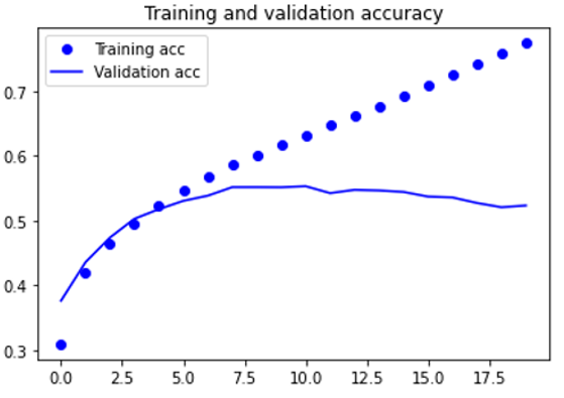 Training and validation accuracy
Training acc
Validation acc
0.7
0.6
0.5
0.4
0.3
0.0 2.5 5.0 7.5 10.0 12.5 15.0 17.5